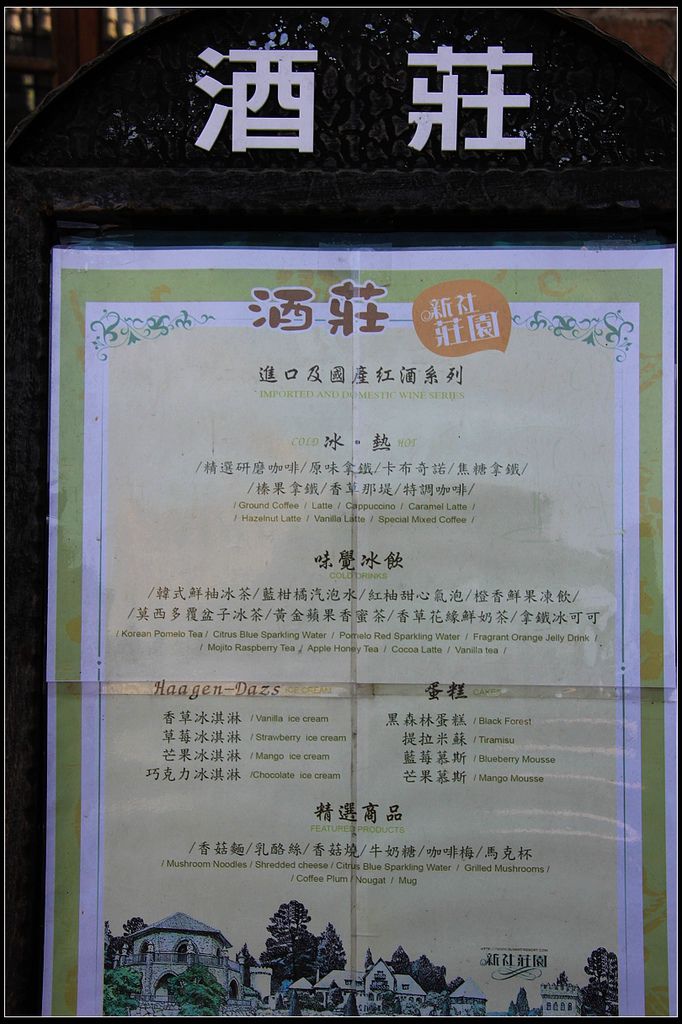 酒莊
酒莊
新社
莊園
進口及國產紅酒系列
IMPORTED AND DOMESTIC WINE SERIES
COLD 冰·熱 HOT
/精選研磨咖啡/原味拿鐵/卡布奇諾/焦糖拿鐵/
/榛果拿鐵/香草那堤/特調咖啡/
/ Ground Coffee / Latte / Cappuccino / Caramel Latte /
/ Hazelnut Latte / Vanilla Latte / Special Mixed Coffee /
味覺冰飲
COLD DRINKS
/韓式鮮柚冰茶/藍柑橘汽泡水/紅柚甜心氣泡/橙香鮮果凍飲/
/莫西多覆盆子冰茶/黃金蘋果香蜜茶/香草花緣鮮奶茶/拿鐵冰可可/
/ Korean Pomelo Tea / Citrus Blue Sparkling Water / Pomelo Red Sparkling Water / Fragrant Orange Jelly Drink /
/ Mojito Raspberry Tea / Apple Honey Tea / Cocoa Latte / Vanilla tea /
Haagen-Dazs ICE CREAM
香草冰淇淋 / Vanilla ice cream
草莓冰淇淋 / Strawberry ice cream
芒果冰淇淋 / Mango ice cream
巧克力冰淇淋 /Chocolate ice cream
蛋糕 CAKES
黑森林蛋糕 / Black Forest
提拉米蘇 / Tiramisu
藍莓慕斯 / Blueberry Mousse
芒果慕斯 / Mango Mousse
精選商品
FEATURED PRODUCTS
/香菇麵/乳酪絲/香菇燒/牛奶糖/咖啡梅/馬克杯
/ Mushroom Noodles / Shredded cheese / Citrus Blue Sparkling Water / Grilled Mushrooms /
/ Coffee Plum / Nougat / Mug
新社莊園